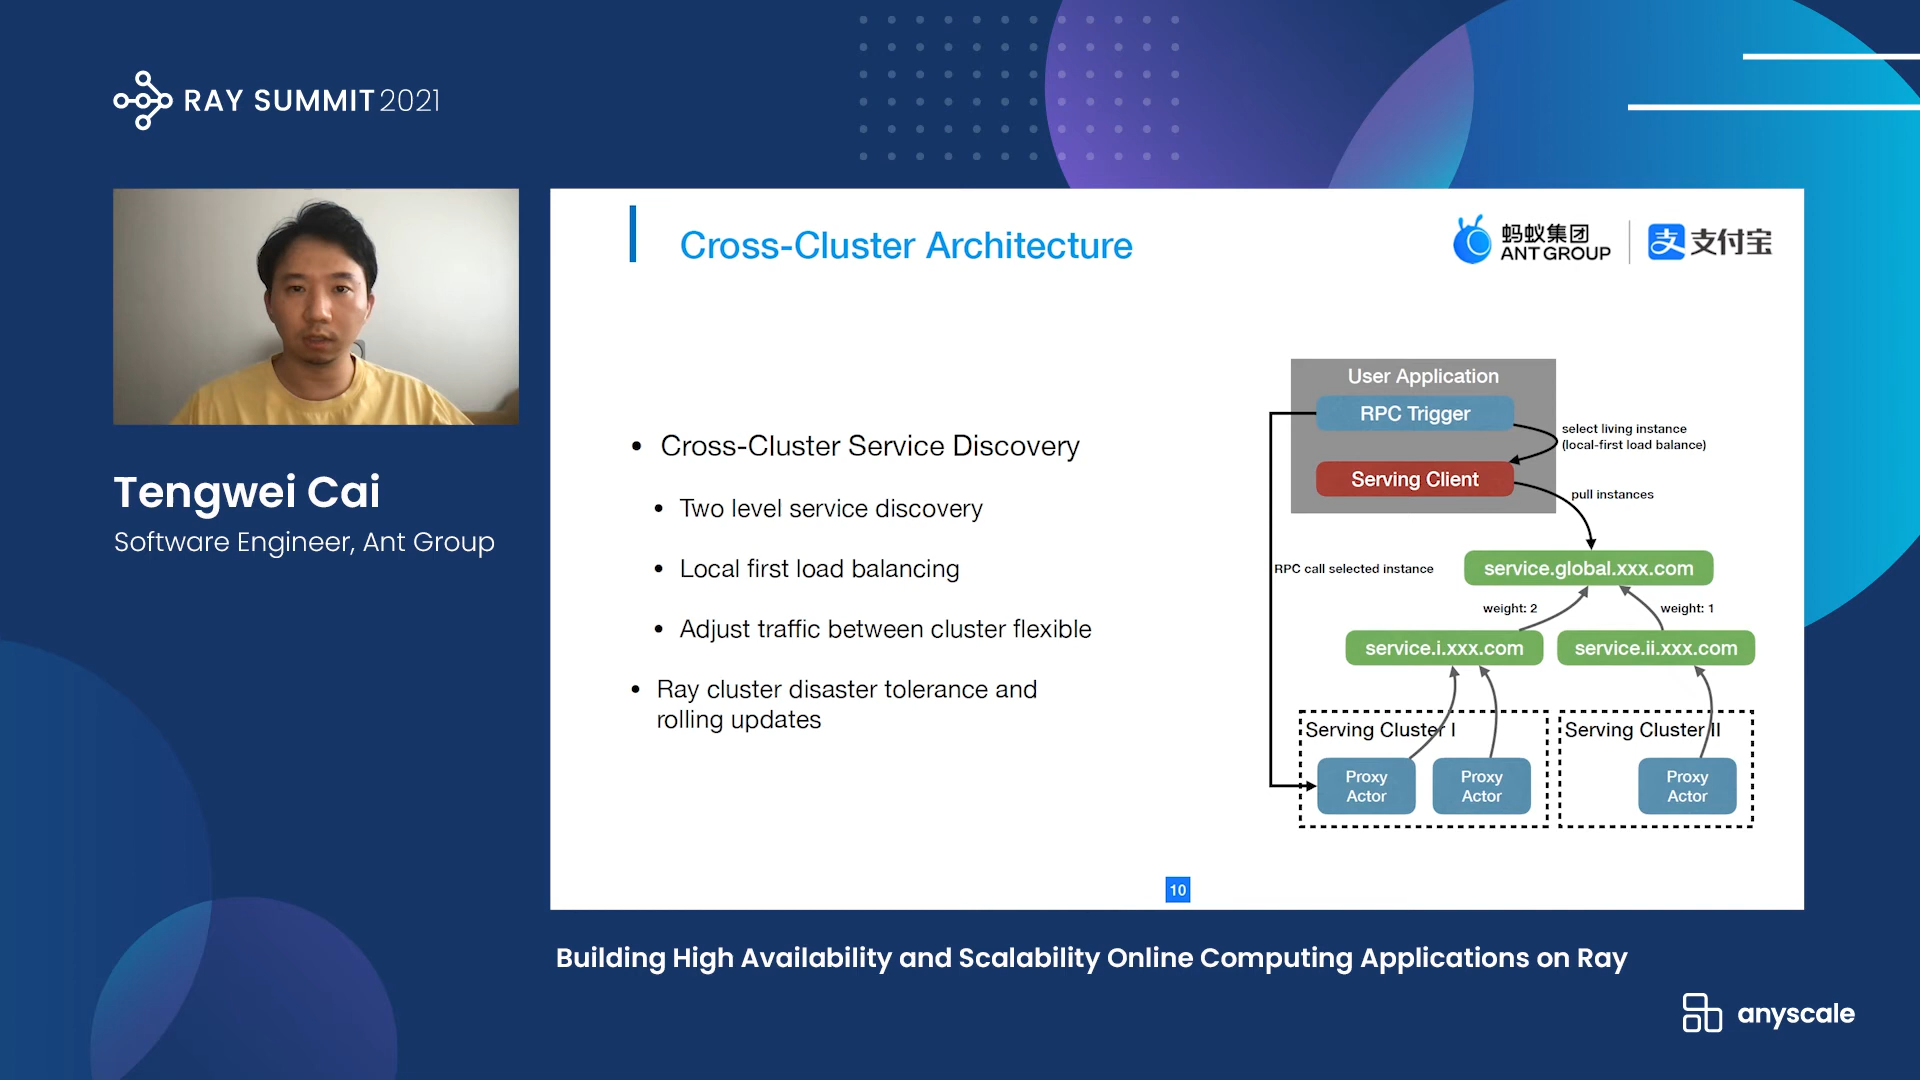 RAY SUMMIT 2021
Tengwei Cai
Software Engineer, Ant Group
Cross-Cluster Architecture
蚂蚁集团
ANT GROUP
支 支付宝
• Cross-Cluster Service Discovery
• Two level service discovery
• Local first load balancing
• Adjust traffic between cluster flexible
• Ray cluster disaster tolerance and
rolling updates
User Application
RPC Trigger
select living instance
(local-first load balance)
Serving Client
pull instances
RPC call selected instance
service.global.xxx.com
weight: 2
weight: 1
service.i.xxx.com
service.ii.xxx.com
Serving Cluster I
Serving Cluster II
Proxy
Actor
Proxy
Actor
Proxy
Actor
10
Building High Availability and Scalability Online Computing Applications on Ray
anyscale